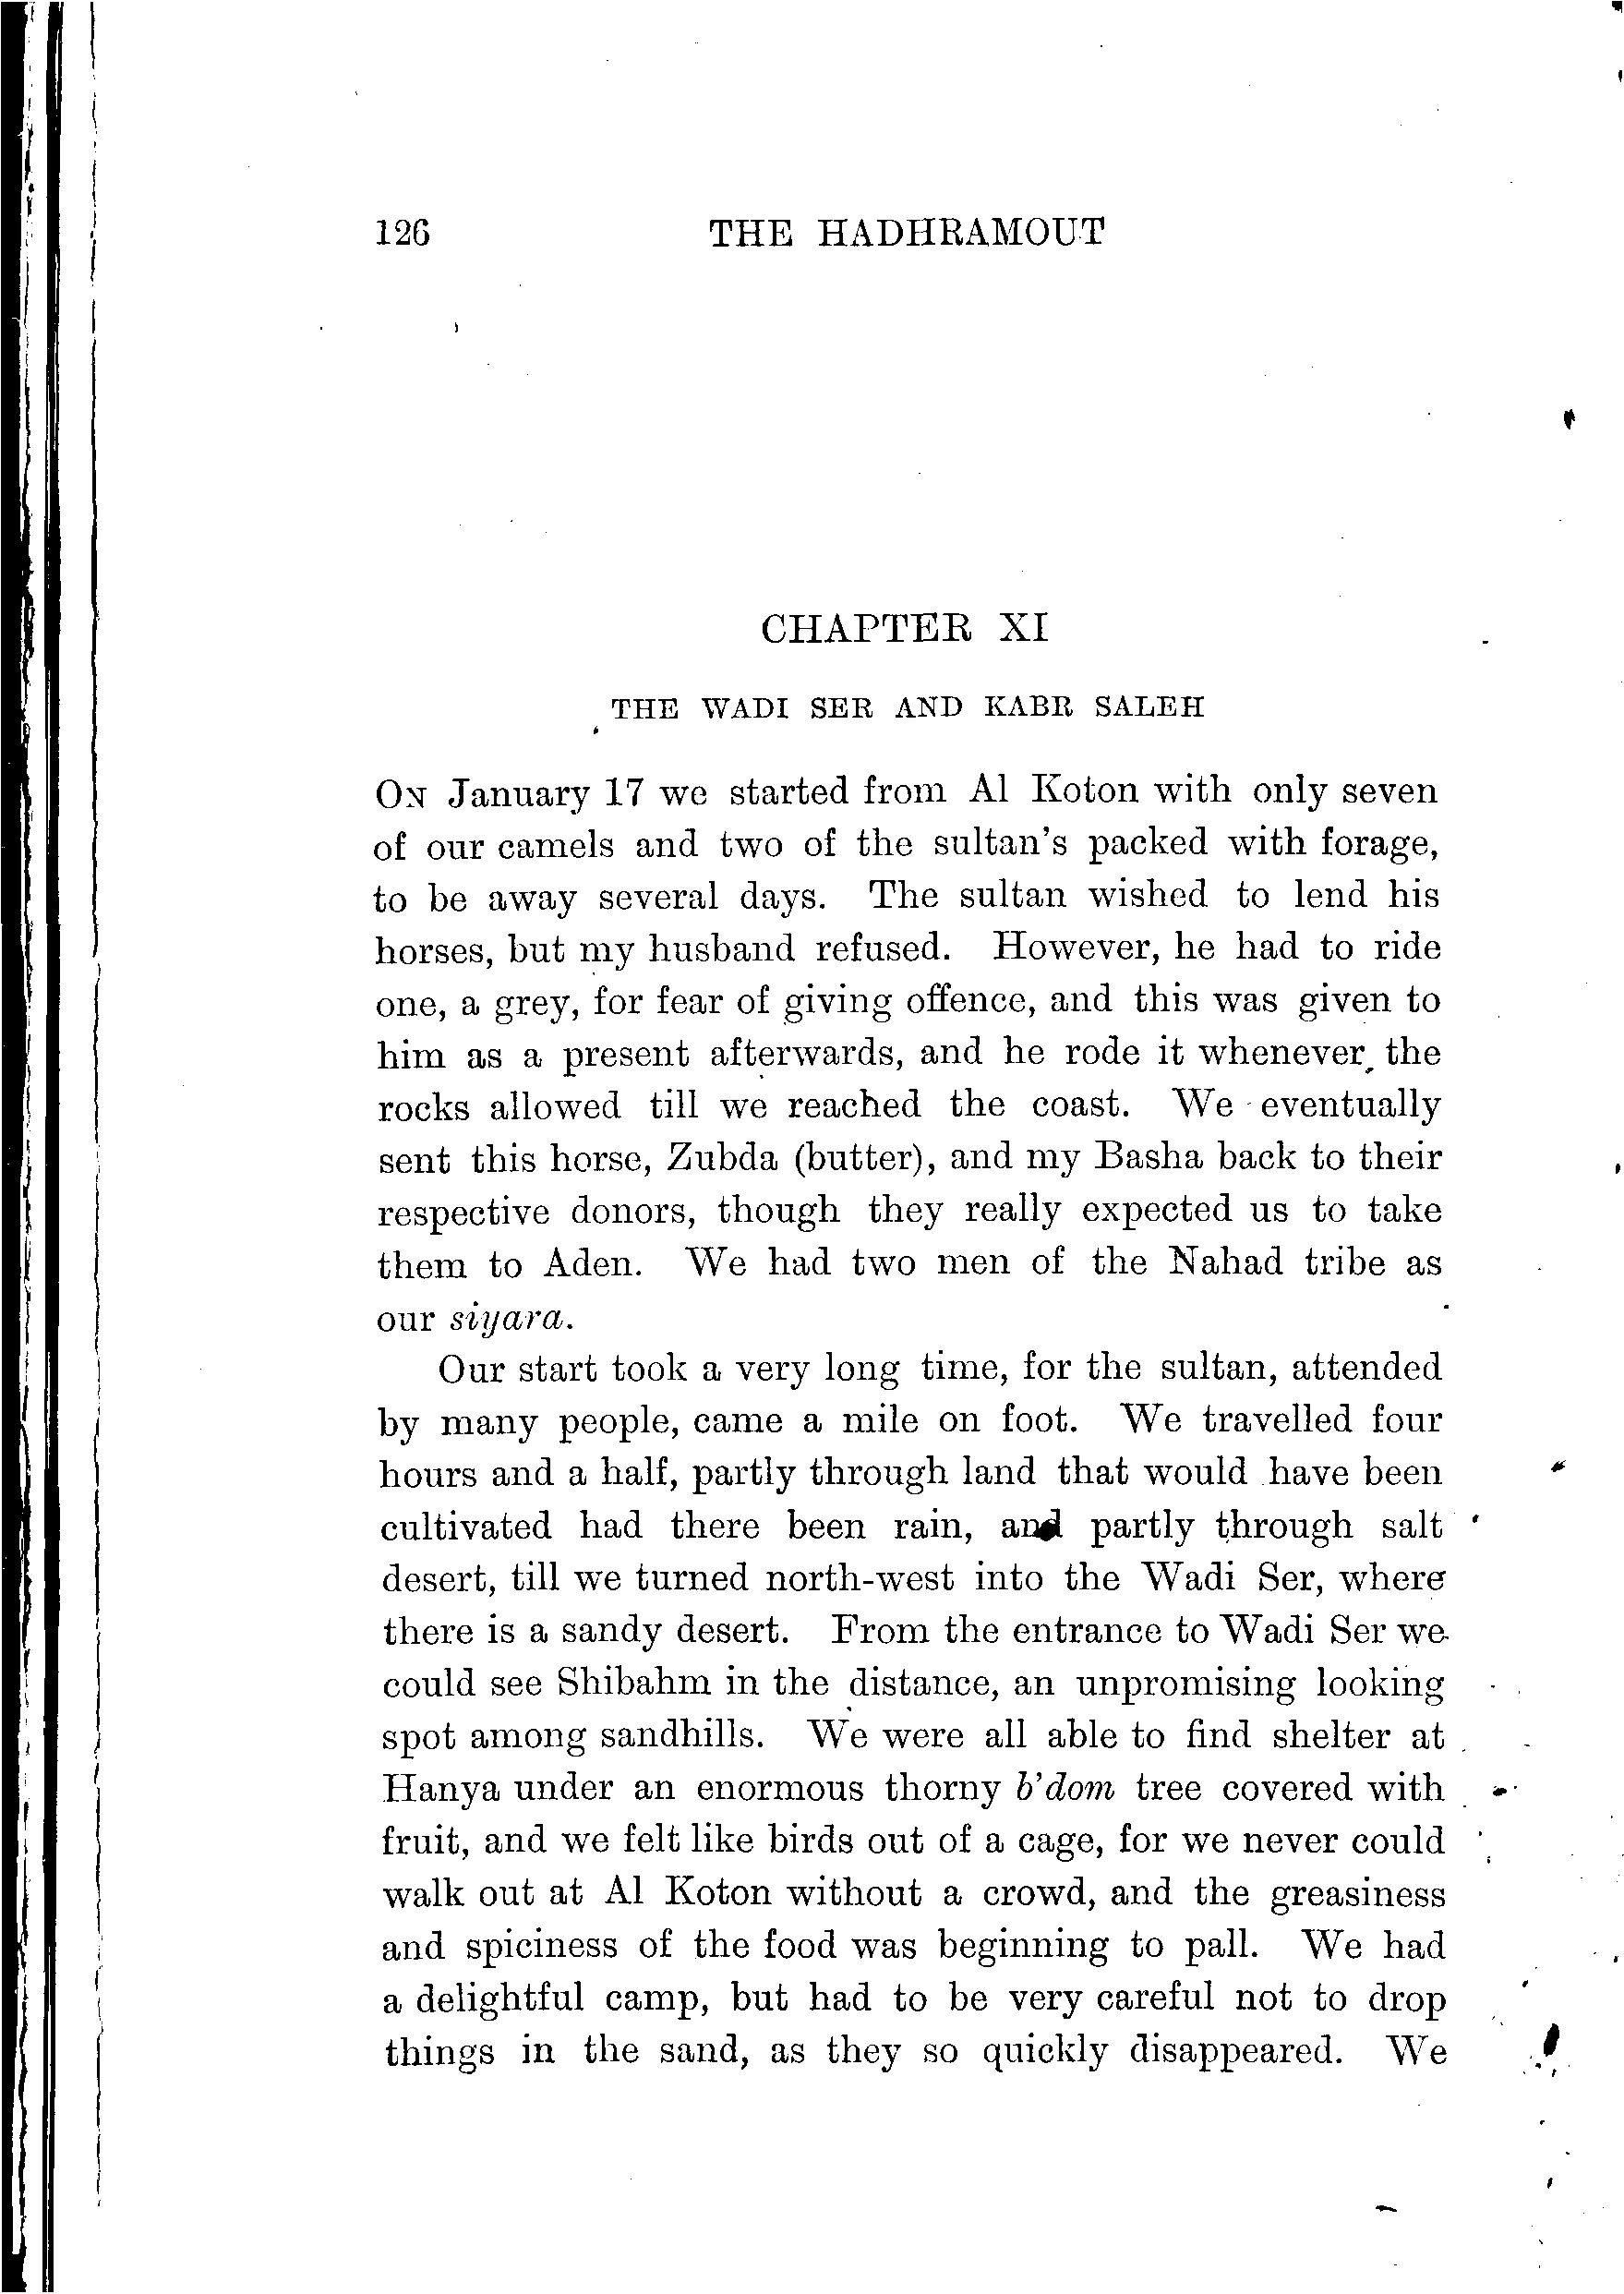 126 THE HADHRAMOUT
CHAPTER XI
THE WADI SER AND KABR SALEH
ON January 17 we started from Al Koton with only seven
of our camels and two of the sultan's packed with forage,
to be away several days. The sultan wished to lend his
horses, but my husband refused. However, he had to ride
one, a grey, for fear of giving offence, and this was given to
him as a present afterwards, and he rode it whenever the
rocks allowed till we reached the coast. We eventually
sent this horse, Zubda (butter), and my Basha back to their
respective donors, though they really expected us to take
them to Aden. We had two men of the Nahad tribe as
our siyara.
Our start took a very long time, for the sultan, attended
by many people, came a mile on foot. We travelled four
hours and a half, partly through land that would have been
cultivated had there been rain, and partly through salt
desert, till we turned north-west into the Wadi Ser, where
there is a sandy desert. From the entrance to Wadi Ser we
could see Shibahm in the distance, an unpromising looking
spot among sandhills. We were all able to find shelter at
Hanya under an enormous thorny b'dom tree covered with
fruit, and we felt like birds out of a cage, for we never could
walk out at Al Koton without a crowd, and the greasiness
and spiciness of the food was beginning to pall. We had
a delightful camp, but had to be very careful not to drop
things in the sand, as they so quickly disappeared. We